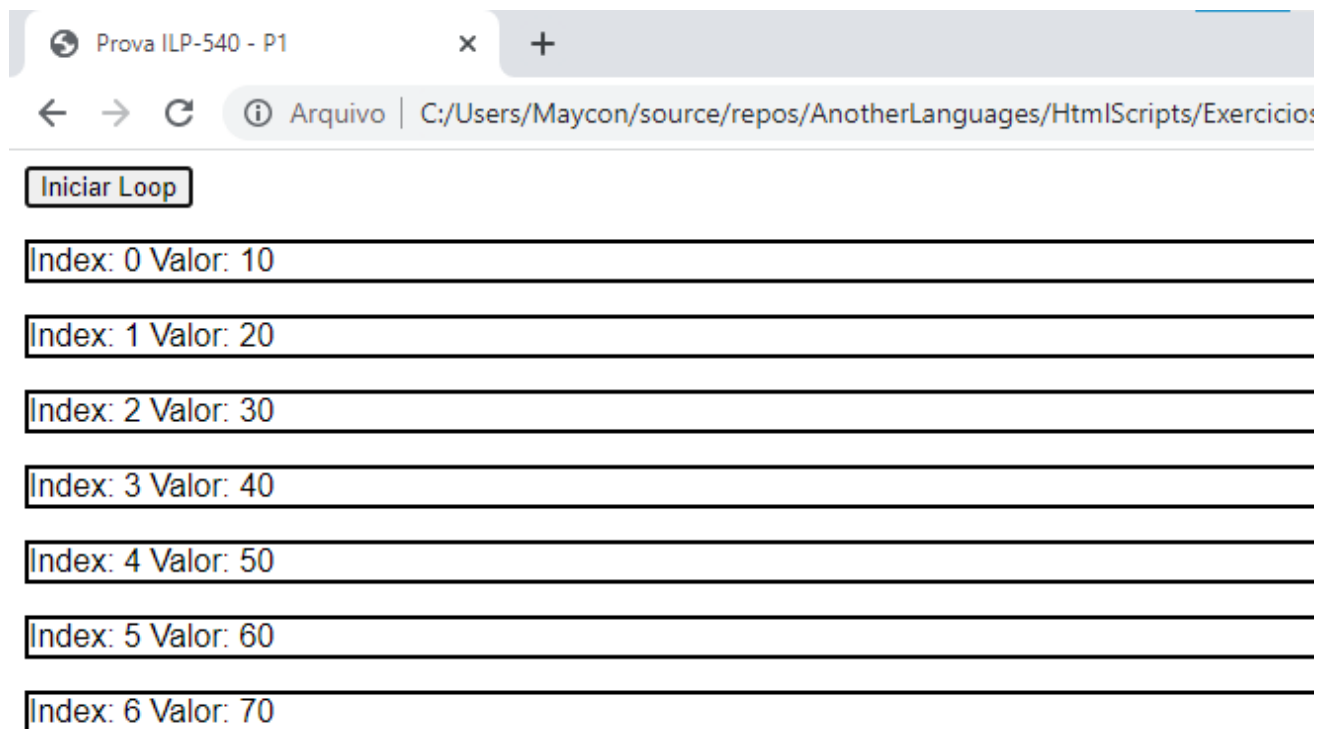 Prova ILP-540 - P1
Arquivo | C:/Users/Maycon/source/repos/AnotherLanguages/HtmlScripts/Exercicios
Iniciar Loop
Index: 0 Valor: 10
Index: 1 Valor: 20
Index: 2 Valor: 30
Index: 3 Valor: 40
Index: 4 Valor: 50
Index: 5 Valor: 60
Index: 6 Valor: 70